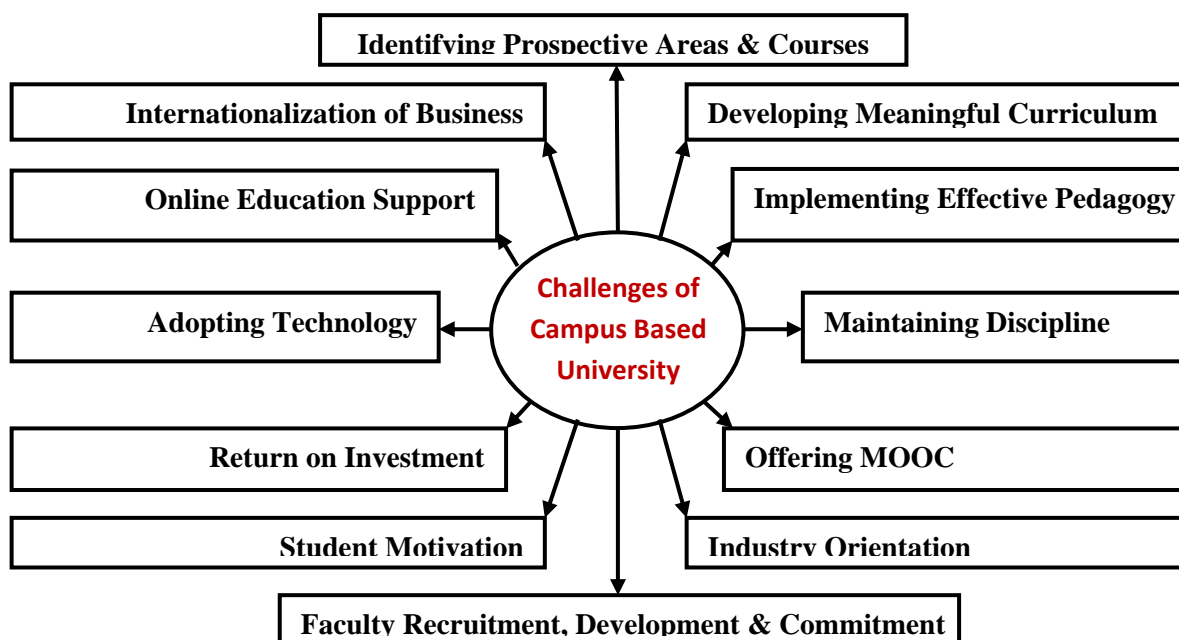 Identifying Prospective Areas & Courses
Internationalization of Business
Developing Meaningful Curriculum
Online Education Support
Implementing Effective Pedagogy
Challenges of
Campus Based
University
Adopting Technology
Maintaining Discipline
Return on Investment
Offering MOOC
Student Motivation
Industry Orientation
Faculty Recruitment, Development & Commitment